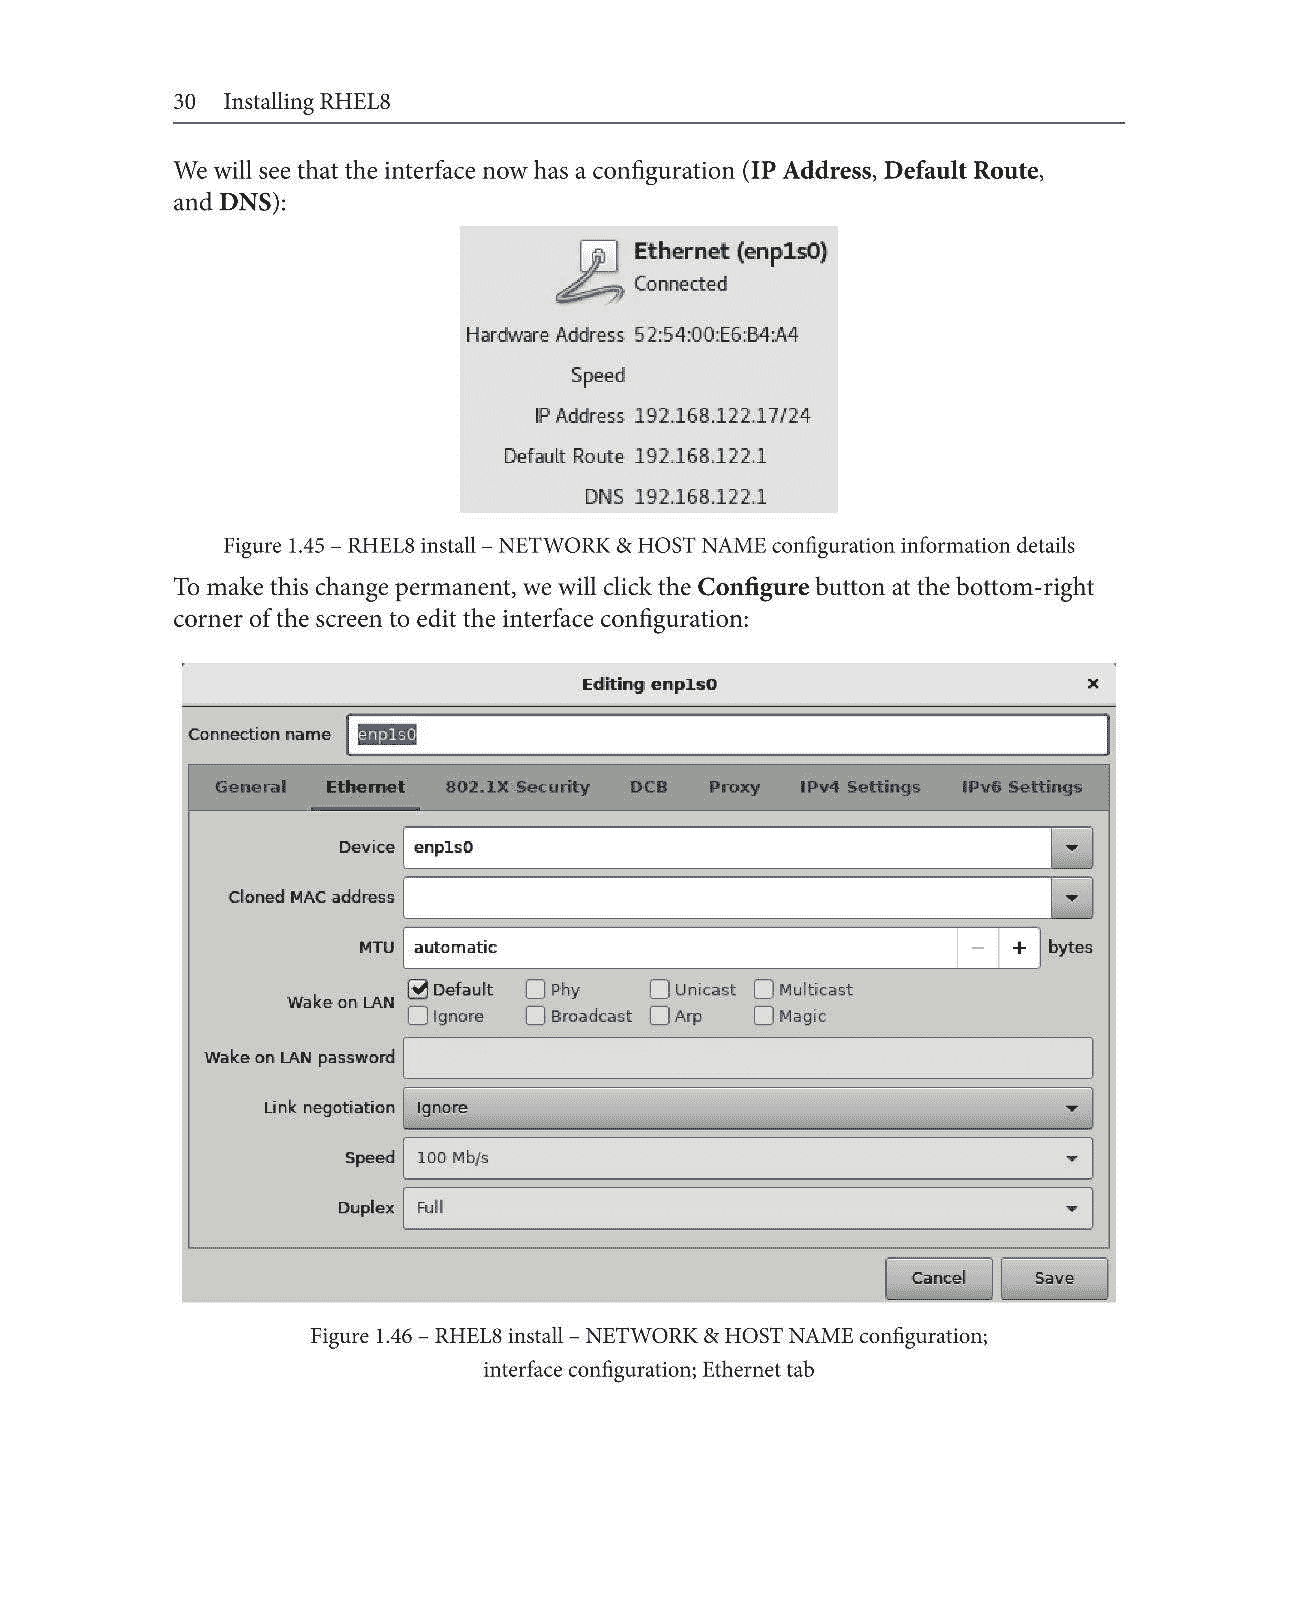 30 Installing RHEL8
We will see that the interface now has a configuration (IP Address, Default Route,
and DNS):
Ethernet (enp1s0)
Connected
Hardware Address 52:54:00:E6:B4:A4
Speed
IP Address 192.168.122.17/24
Default Route 192.168.122.1
DNS 192.168.122.1
Figure 1.45 – RHEL8 install – NETWORK & HOST NAME configuration information details
To make this change permanent, we will click the Configure button at the bottom-right
corner of the screen to edit the interface configuration:
Editing enp1s0 ×
Connection name enp1s0
General Ethernet 802.1X Security DCB Proxy IPv4 Settings IPv6 Settings
Device enp1s0
Cloned MAC address
MTU automatic − + bytes
Wake on LAN
Default Phy Unicast Multicast
Ignore Broadcast Arp Magic
Wake on LAN password
Link negotiation Ignore
Speed 100 Mb/s
Duplex Full
Cancel Save
Figure 1.46 – RHEL8 install – NETWORK & HOST NAME configuration;
interface configuration; Ethernet tab